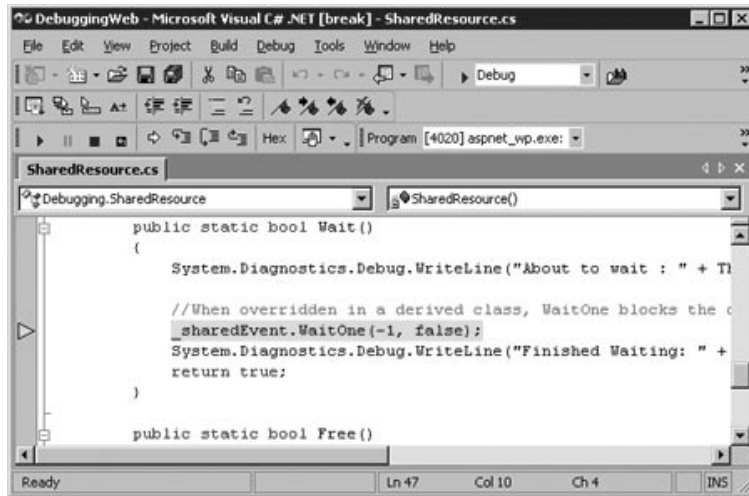 DebuggingWeb - Microsoft Visual C# .NET [break] - SharedResource.cs
File Edit View Project Build Debug Tools Window Help
Debug
Hex Program [4020] aspnet_wp.exe:
SharedResource.cs
Debugging.SharedResource SharedResource()
public static bool Wait()
{
System.Diagnostics.Debug.WriteLine("About to wait : " + Th
//When overridden in a derived class, WaitOne blocks the c
_sharedEvent.WaitOne(-1, false);
System.Diagnostics.Debug.WriteLine("Finished Waiting: " +
return true;
}
public static bool Free()
Ready Ln 47 Col 10 Ch 4 INS